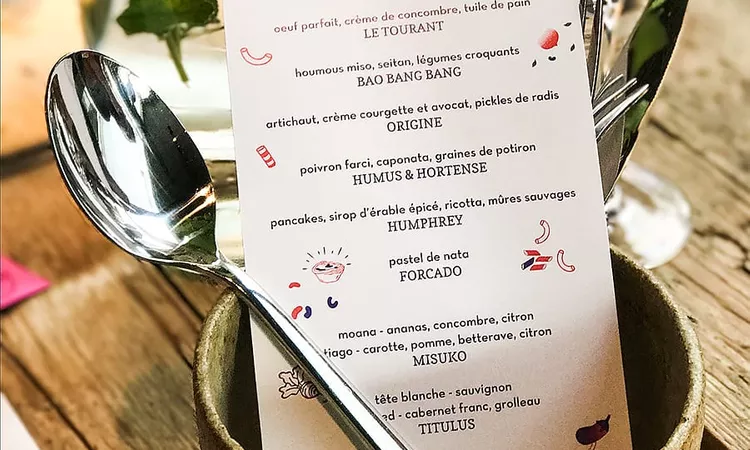 oeuf parfait, crème de concombre, tuile de pain
LE TOURANT
houmous miso, seitan, légumes croquants
BAO BANG BANG
artichaut, crème courgette et avocat, pickles de radis
ORIGINE
poivron farci, caponata, graines de potiron
HUMUS & HORTENSE
pancakes, sirop d'érable épicé, ricotta, mûres sauvages
HUMPHREY
pastel de nata
FORCADO
moana - ananas, concombre, citron
tiago - carotte, pomme, betterave, citron
MISUKO
tête blanche - sauvignon
- cabernet franc, grolleau
TITULUS